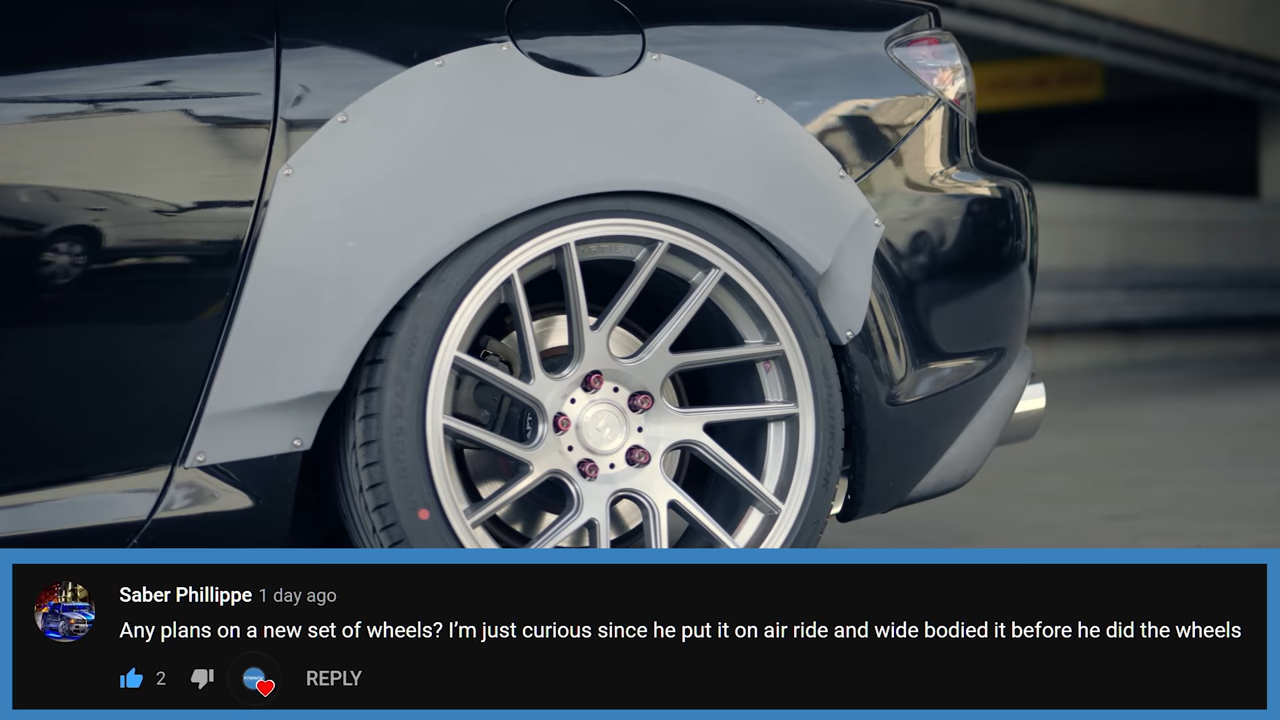 Saber Phillippe 1 day ago
Any plans on a new set of wheels? I’m just curious since he put it on air ride and wide bodied it before he did the wheels
2
REPLY